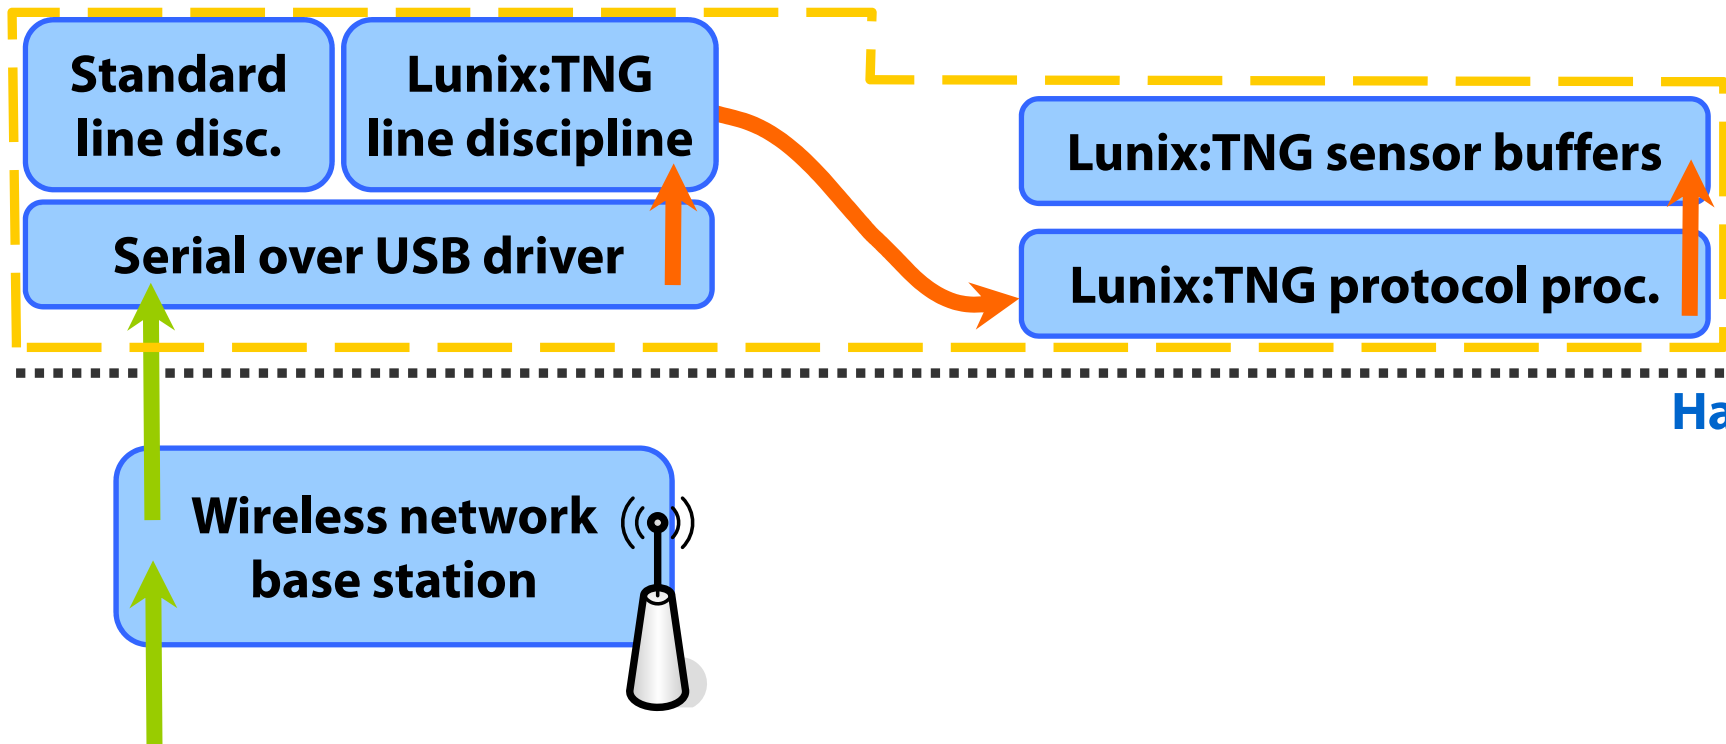 Standard
line disc.
Lunix:TNG
line discipline
Lunix:TNG sensor buffers
Serial over USB driver
Lunix:TNG protocol proc.
Ha
Wireless network
base station